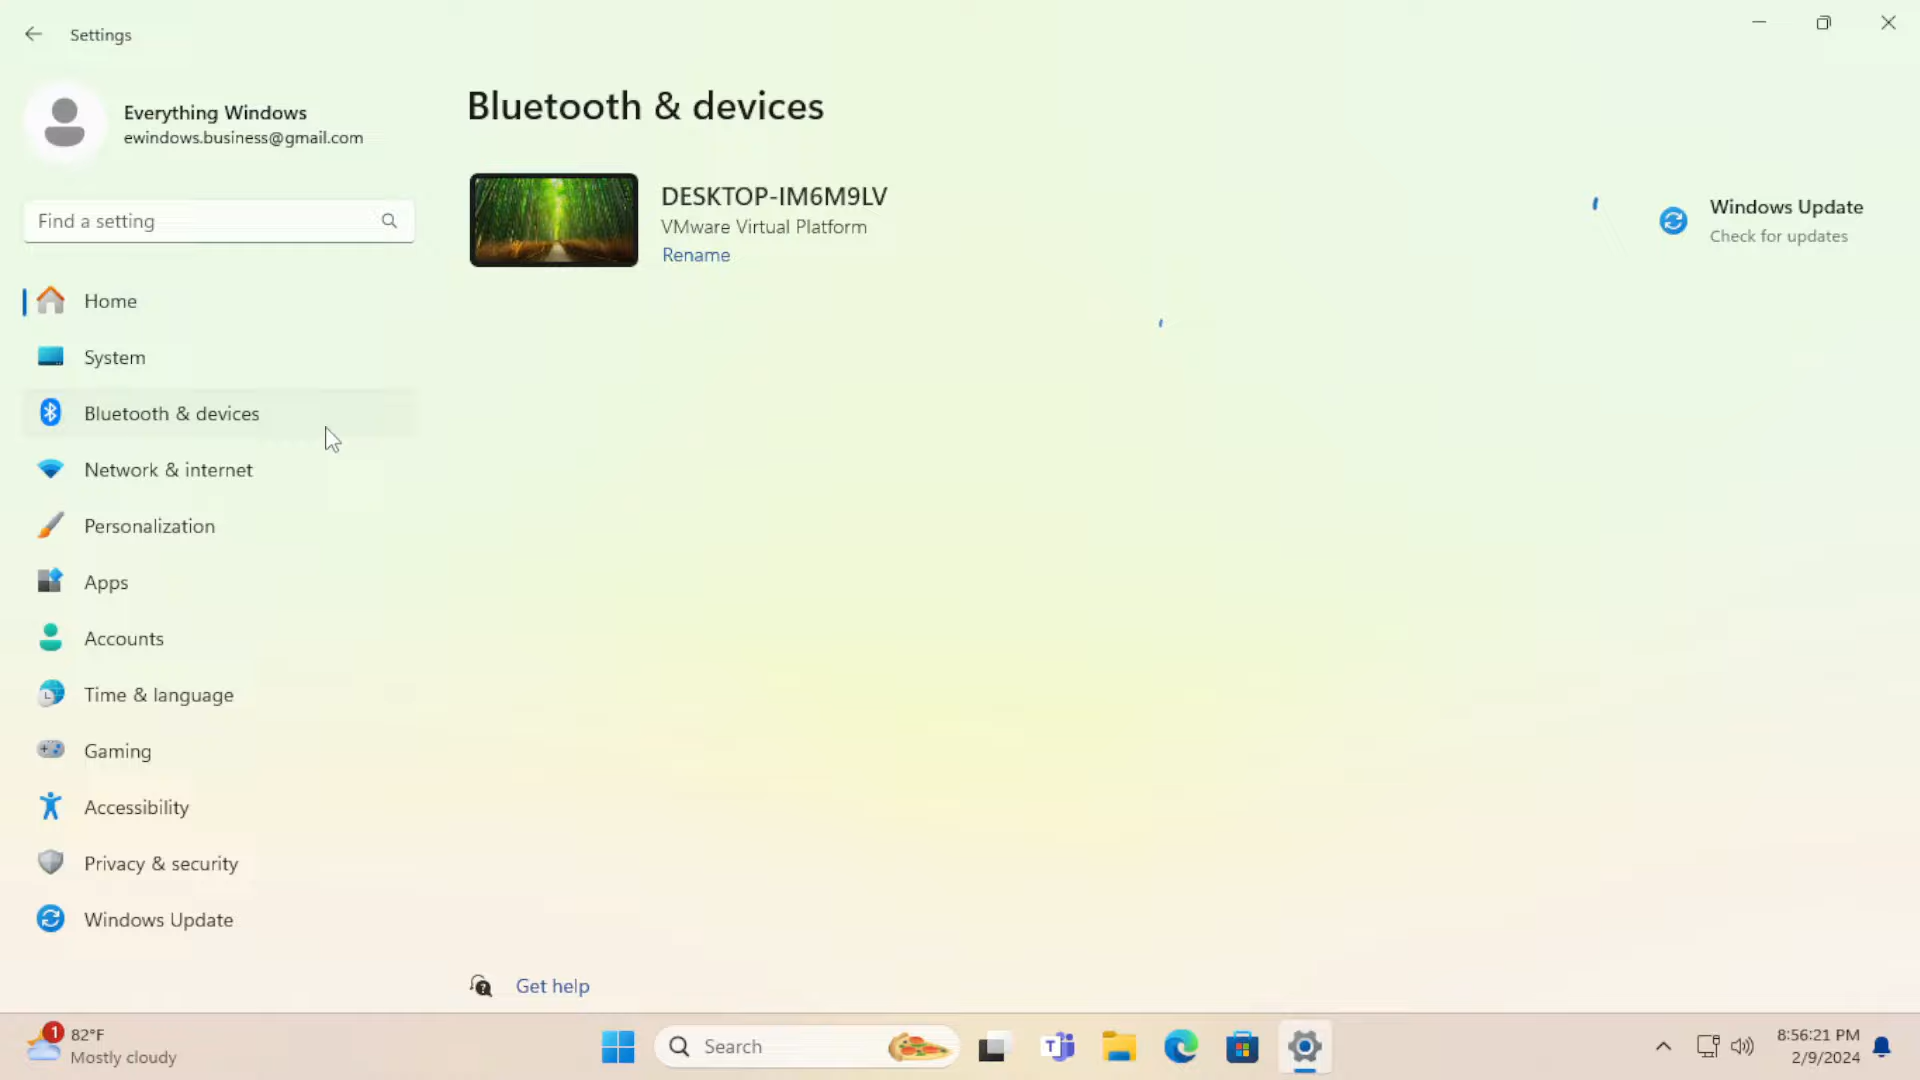 Settings
Everything Windows
ewindows.business@gmail.com
Find a setting
Home
System
Bluetooth & devices
Network & internet
Personalization
Apps
Accounts
Time & language
Gaming
Accessibility
Privacy & security
Windows Update
Bluetooth & devices
DESKTOP-IM6M9LV
VMware Virtual Platform
Rename
Windows Update
Check for updates
Get help
1
82°F
Mostly cloudy
Search
T
8:56:21 PM
2/9/2024